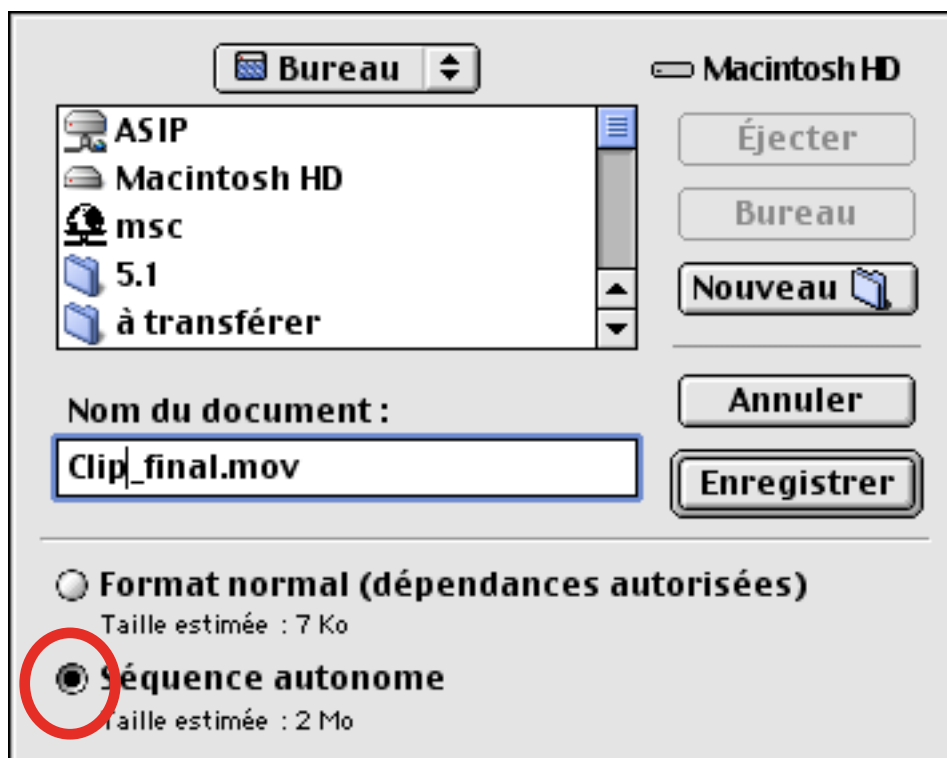 Bureau
Macintosh HD
ASIP
Macintosh HD
msc
5.1
à transférer
Éjecter
Bureau
Nouveau
Nom du document :
Clip_final.mov
Annuler
Enregistrer
Format normal (dépendances autorisées)
Taille estimée : 7 Ko
Séquence autonome
Taille estimée : 2 Mo